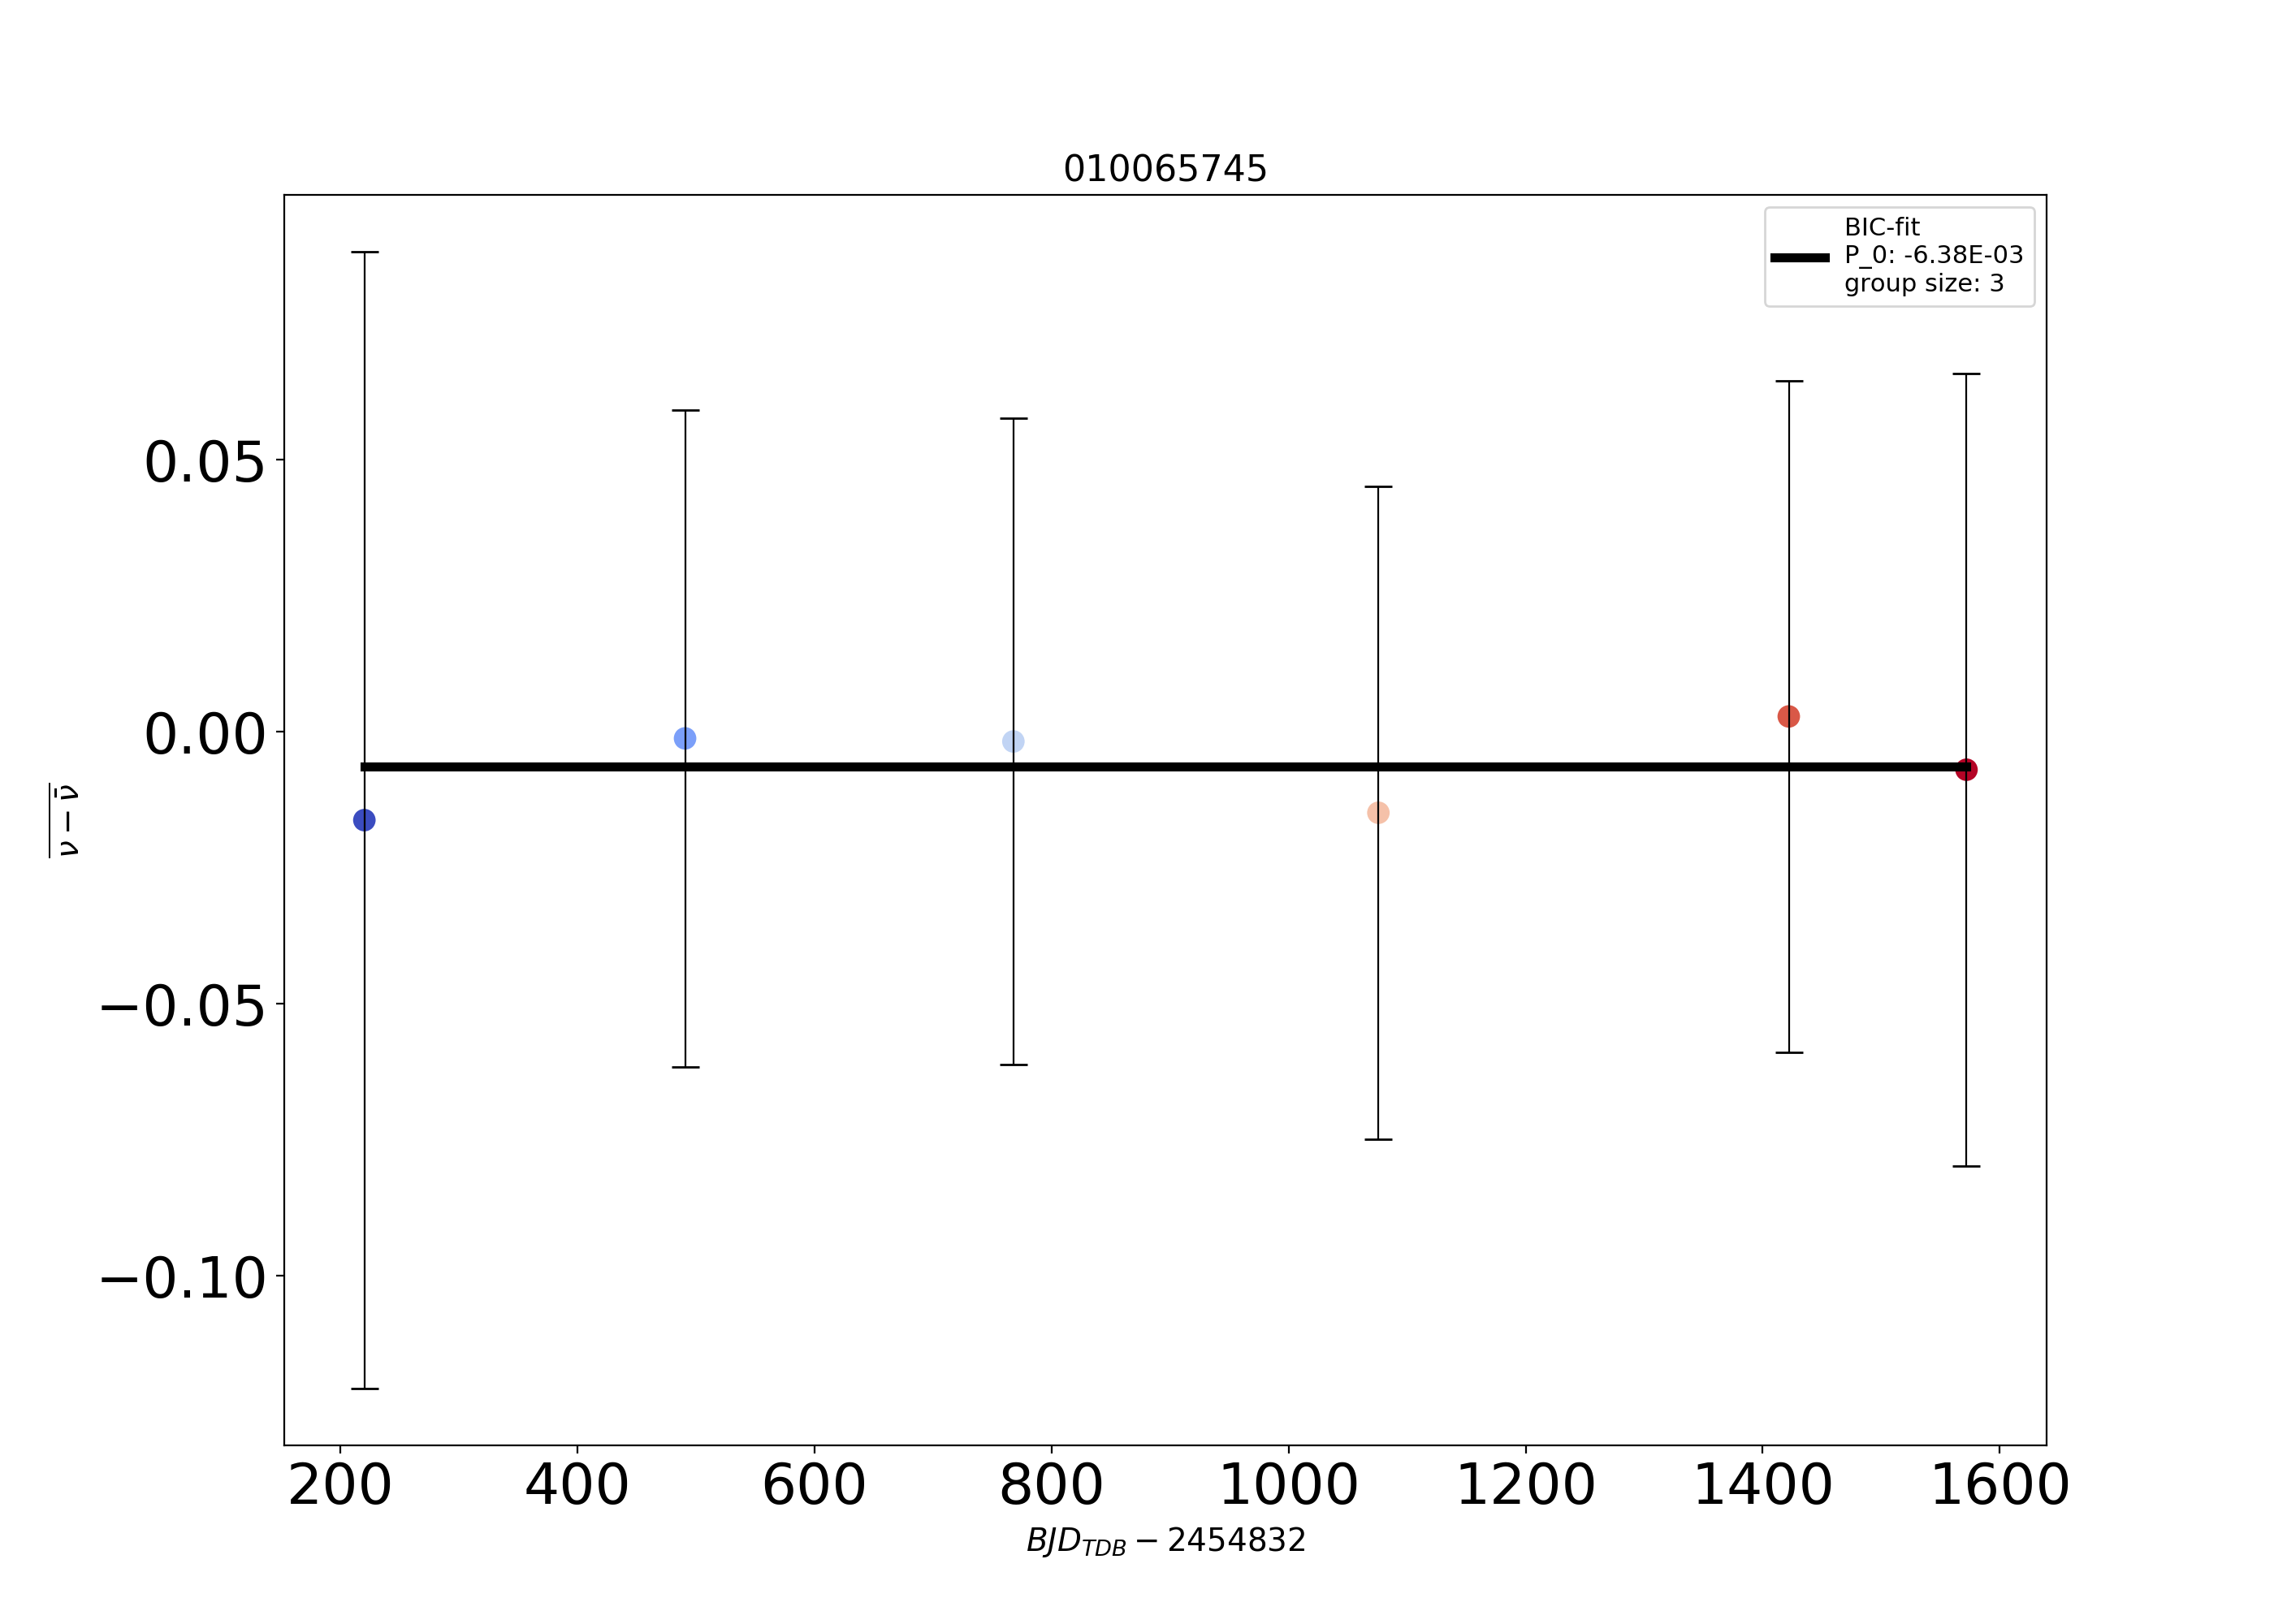 010065745
BIC-fit
P_0: -6.38E-03
group size: 3
0.05
0.00
−0.05
−0.10
ν − ν̄
200 400 600 800 1000 1200 1400 1600
BJD_TDB − 2454832